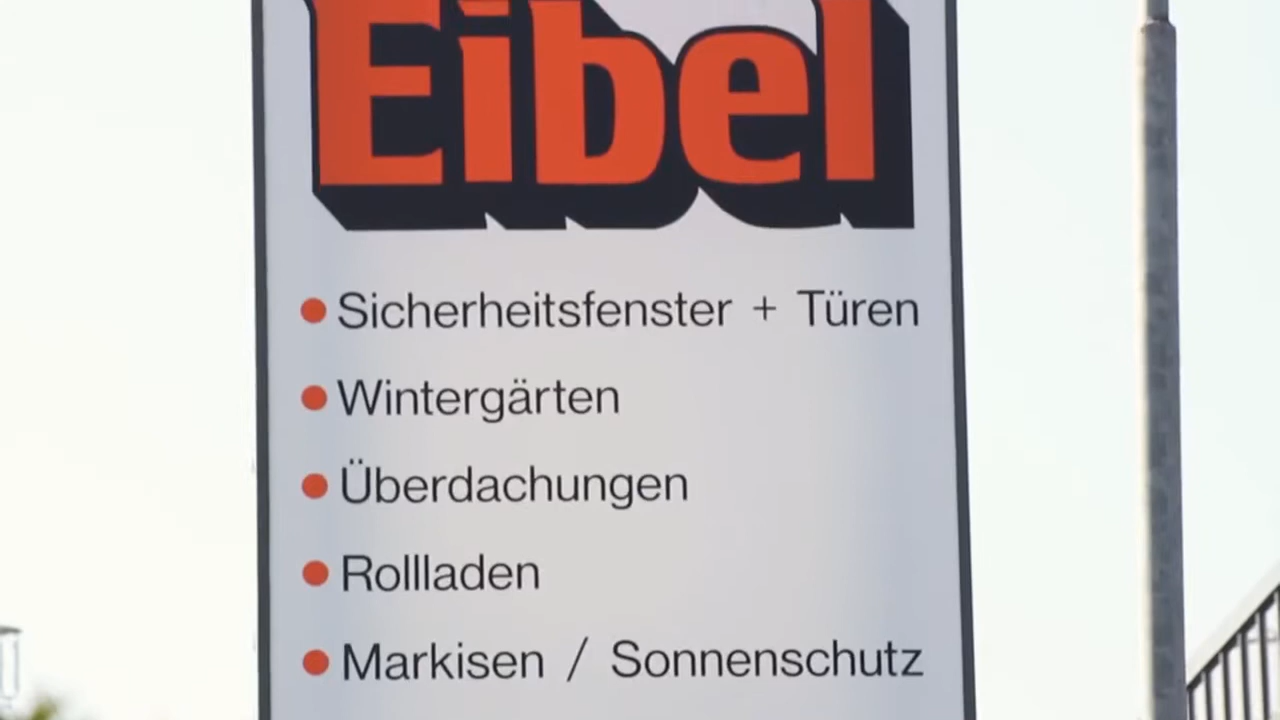 Eibel
Sicherheitsfenster + Türen
Wintergärten
Überdachungen
Rollladen
Markisen / Sonnenschutz